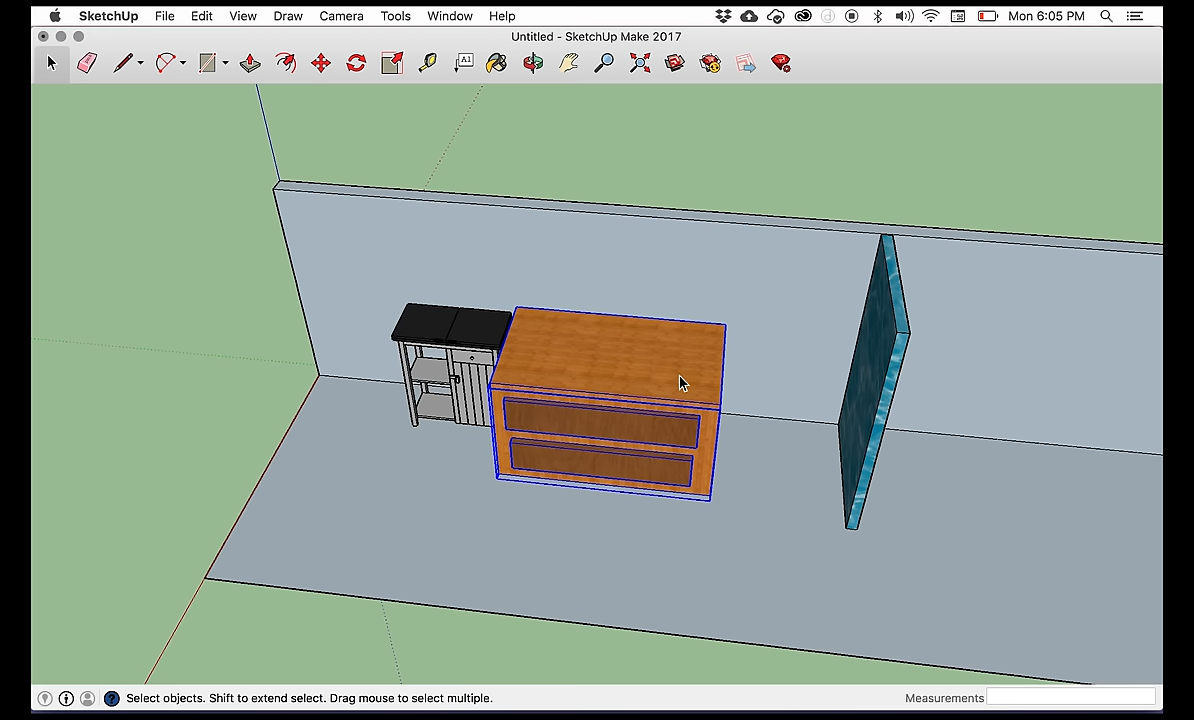 SketchUp File Edit View Draw Camera Tools Window Help Mon 6:05 PM
Untitled - SketchUp Make 2017
A1
Select objects. Shift to extend select. Drag mouse to select multiple. Measurements